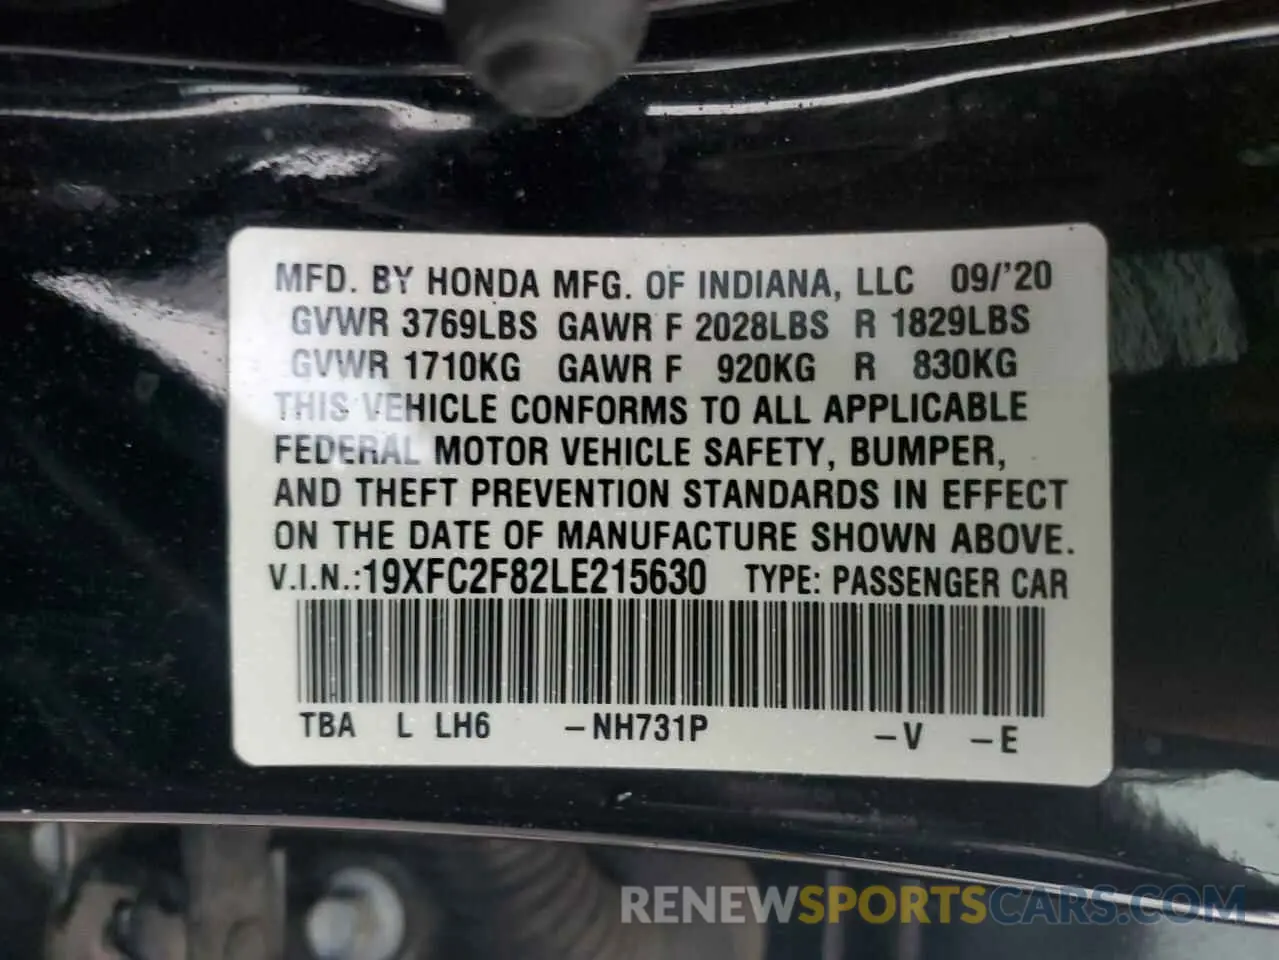 MFD. BY HONDA MFG. OF INDIANA, LLC 09/'20
GVWR 3769LBS GAWR F 2028LBS R 1829LBS
GVWR 1710KG GAWR F 920KG R 830KG
THIS VEHICLE CONFORMS TO ALL APPLICABLE
FEDERAL MOTOR VEHICLE SAFETY, BUMPER,
AND THEFT PREVENTION STANDARDS IN EFFECT
ON THE DATE OF MANUFACTURE SHOWN ABOVE.
V.I.N.:19XFC2F82LE215630 TYPE: PASSENGER CAR
TBA L LH6 –NH731P –V –E
RENEWSPORTSCARS.COM